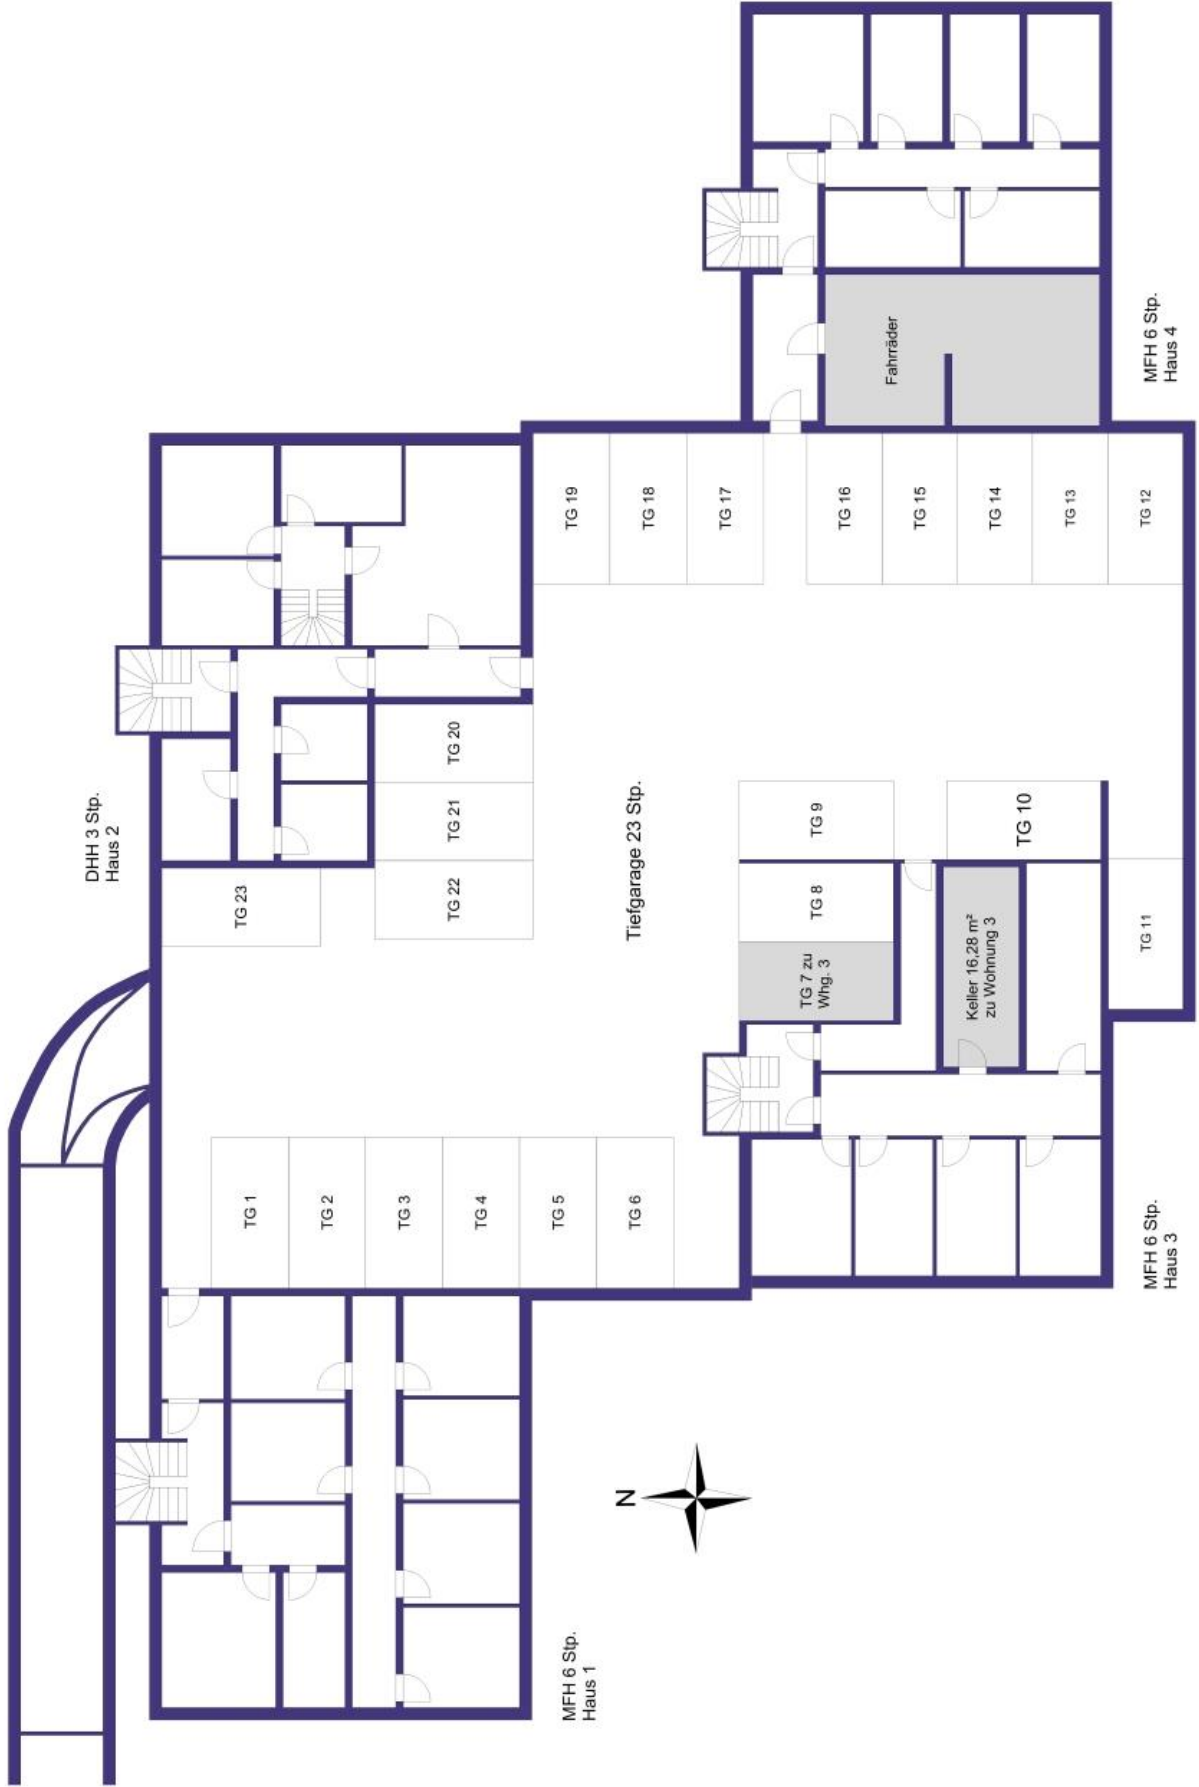 DHH 3 Stp.
Haus 2
TG 23
TG 22
TG 21
TG 20
TG 19
TG 18
TG 17
TG 16
TG 15
TG 14
TG 13
TG 12
Fahrräder
MFH 6 Stp.
Haus 4
Tiefgarage 23 Stp.
TG 1
TG 2
TG 3
TG 4
TG 5
TG 6
TG 7 zu
Whg. 3
TG 8
TG 9
TG 10
TG 11
Keller 16,28 m²
zu Wohnung 3
MFH 6 Stp.
Haus 3
N
MFH 6 Stp.
Haus 1